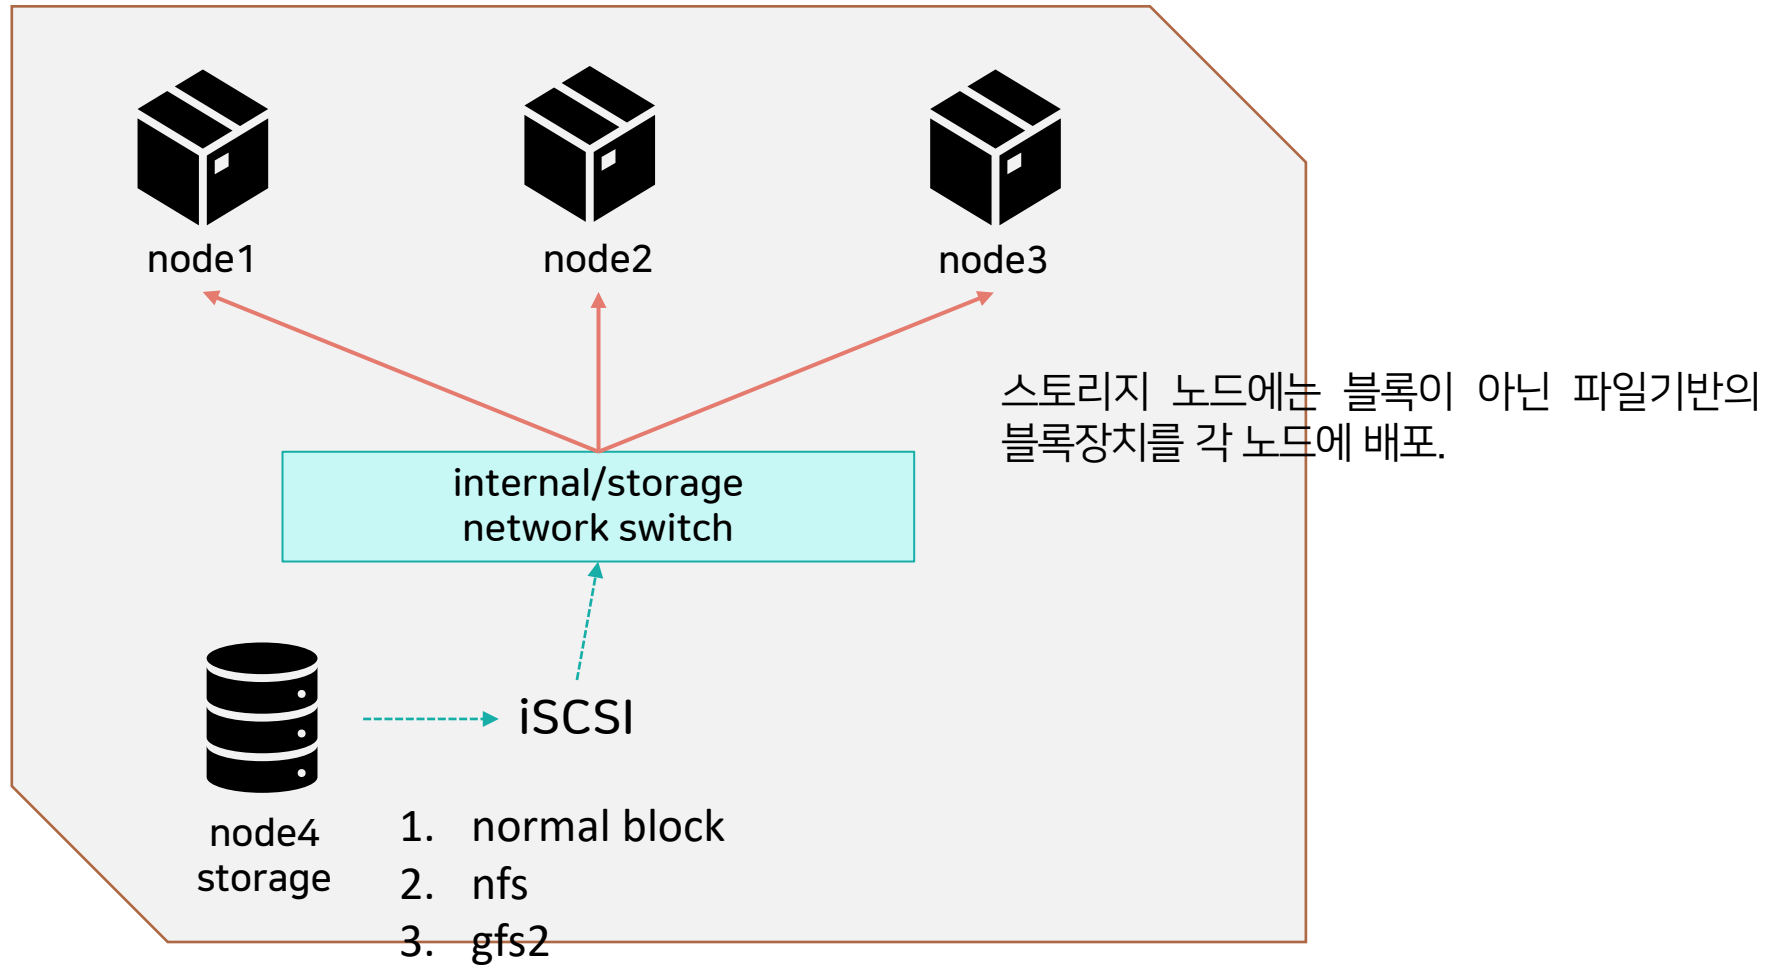 node1
node2
node3
스토리지 노드에는 블록이 아닌 파일기반의
블록장치를 각 노드에 배포.
internal/storage
network switch
iSCSI
node4
storage
1. normal block
2. nfs
3. gfs2